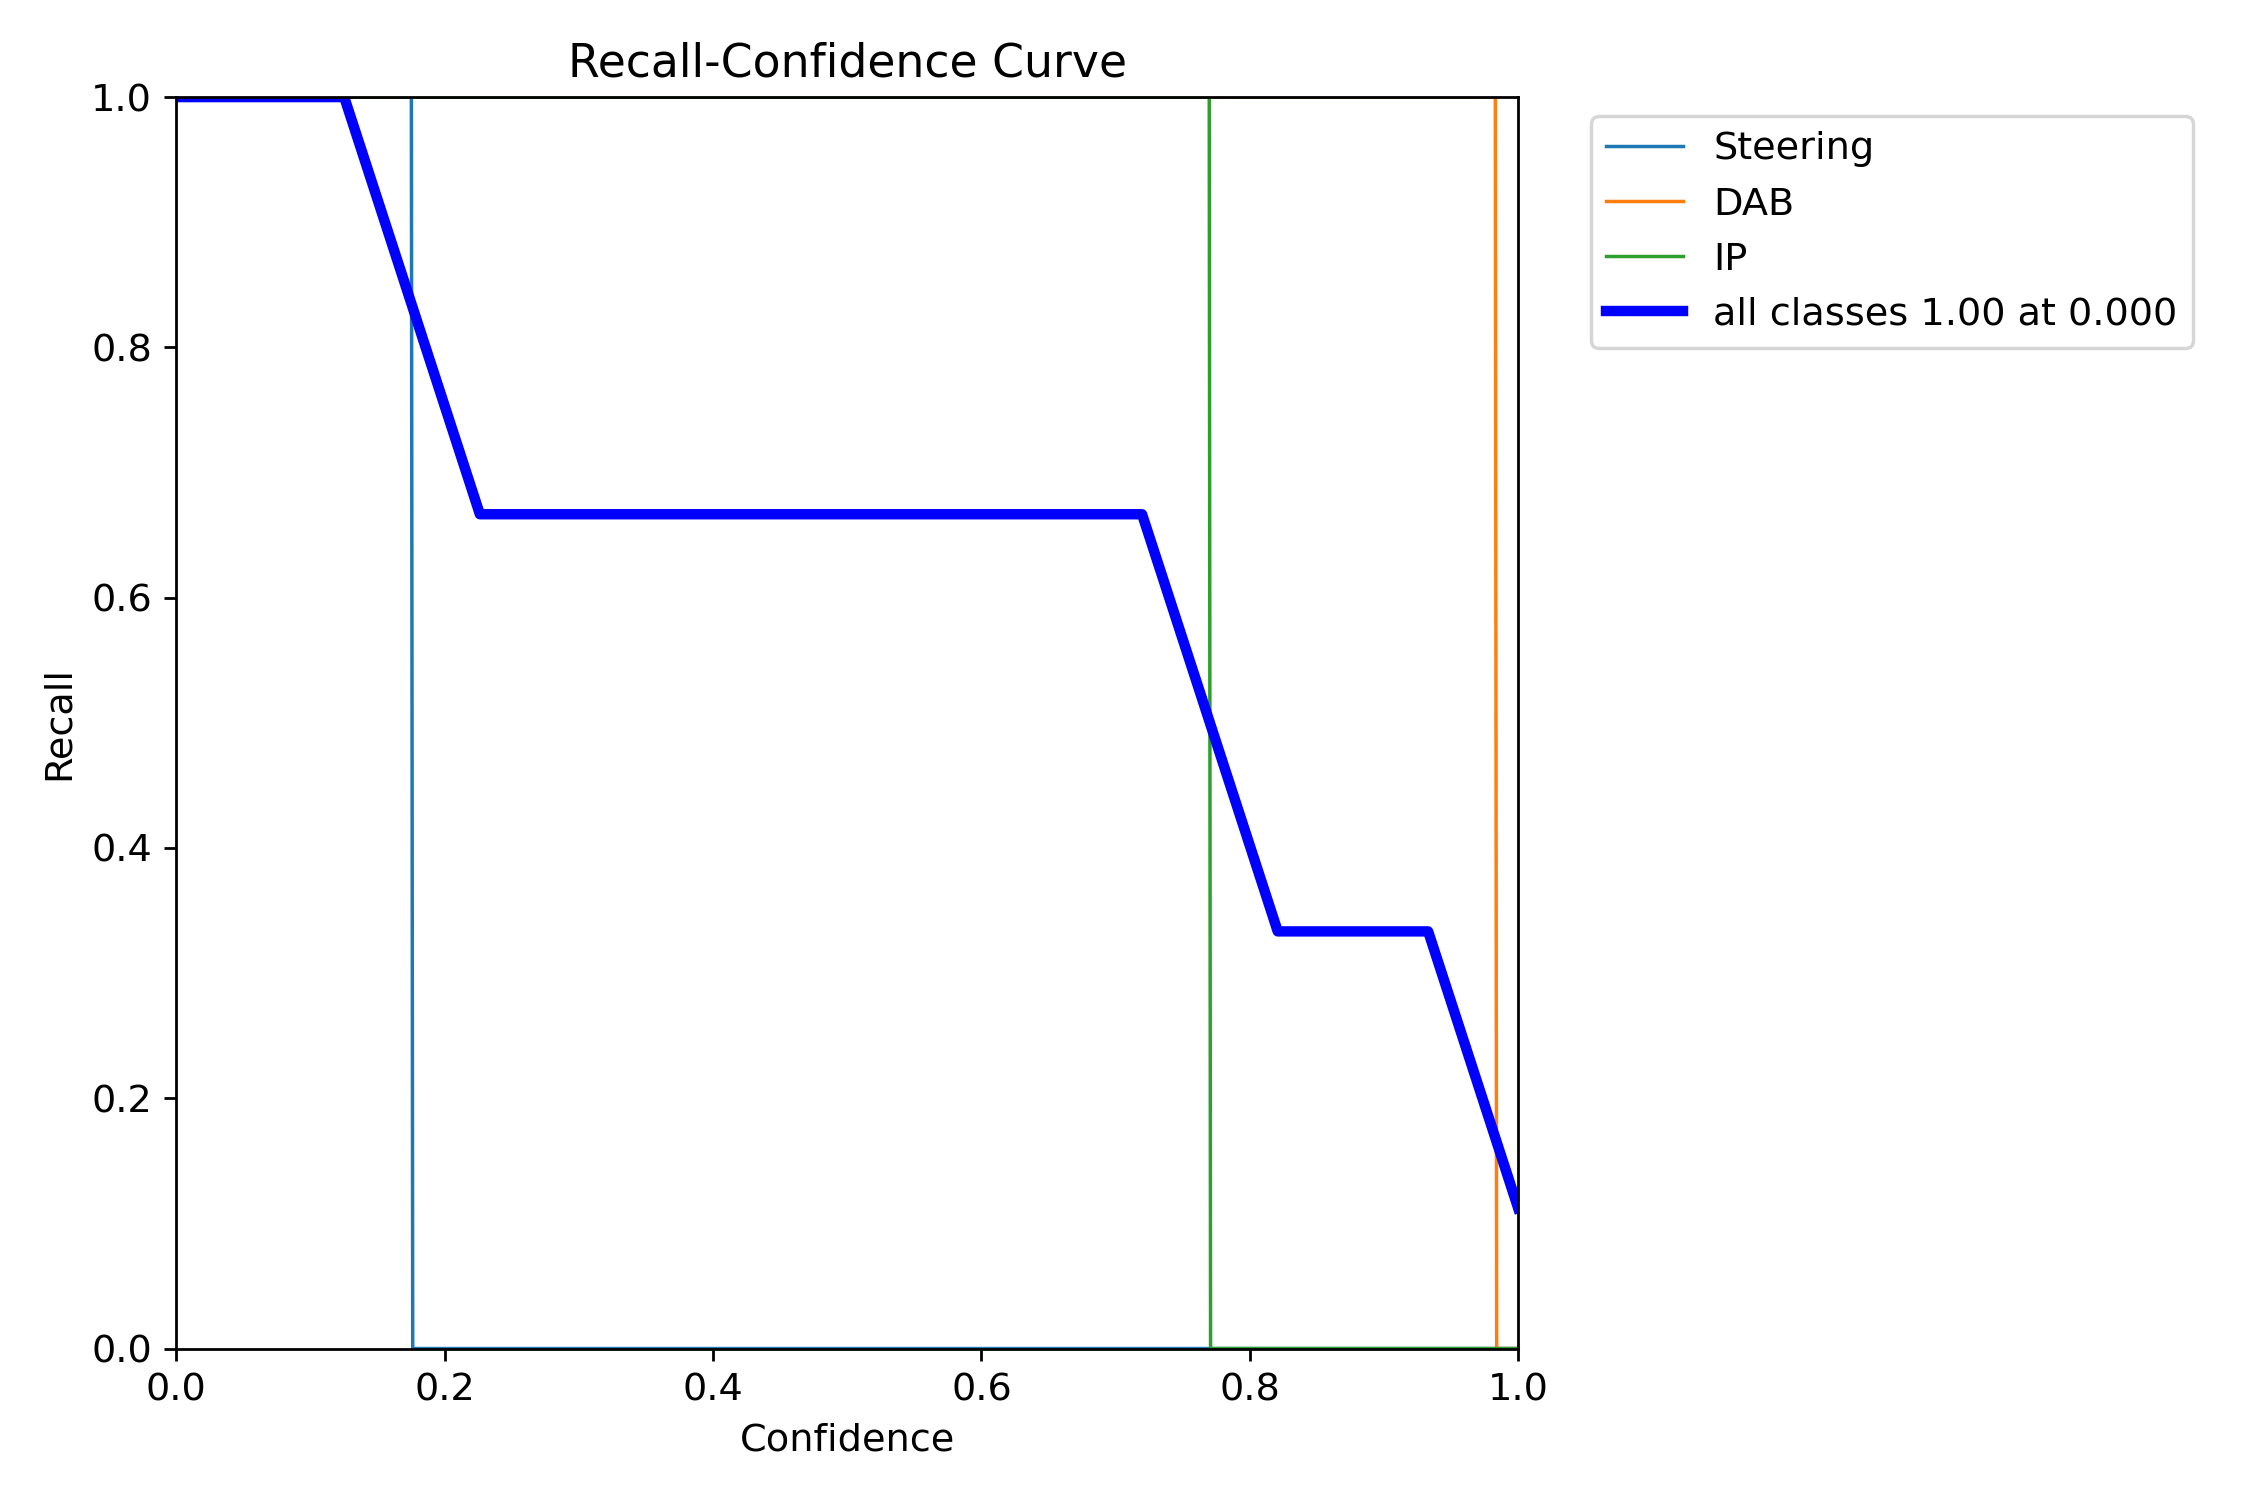 Recall-Confidence Curve
1.0
0.8
0.6
0.4
0.2
0.0
Recall
0.0 0.2 0.4 0.6 0.8 1.0
Confidence
Steering
DAB
IP
all classes 1.00 at 0.000